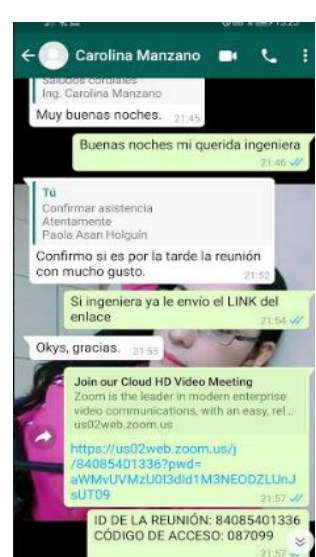 Carolina Manzano
Saludos cordiales
Ing. Carolina Manzano
Muy buenas noches. 21:45
Buenas noches mi querida ingeniera
21:46
Tú
Confirmar asistencia
Atentamente
Paola Asan Holguín
Confirmo si es por la tarde la reunión
con mucho gusto. 21:52
Si ingeniera ya le envío el LINK del
enlace 21:54
Okys, gracias. 21:55
Join our Cloud HD Video Meeting
Zoom is the leader in modern enterprise
video communications, with an easy, rel...
us02web.zoom.us
https://us02web.zoom.us/j
/84085401336?pwd=
aWMvUVMzU0l3dld1M3NEODZLUnJ
sUT09 21:57
ID DE LA REUNIÓN: 84085401336
CÓDIGO DE ACCESO: 087099
21:57